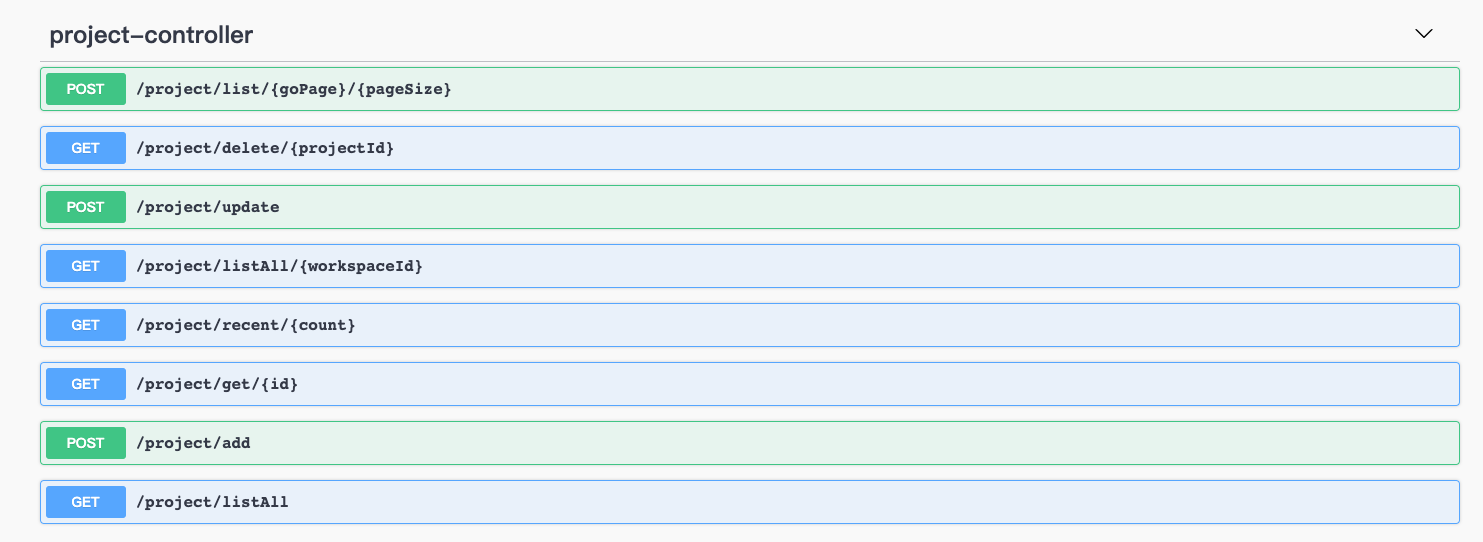 project-controller
POST /project/list/{goPage}/{pageSize}
GET /project/delete/{projectId}
POST /project/update
GET /project/listAll/{workspaceId}
GET /project/recent/{count}
GET /project/get/{id}
POST /project/add
GET /project/listAll